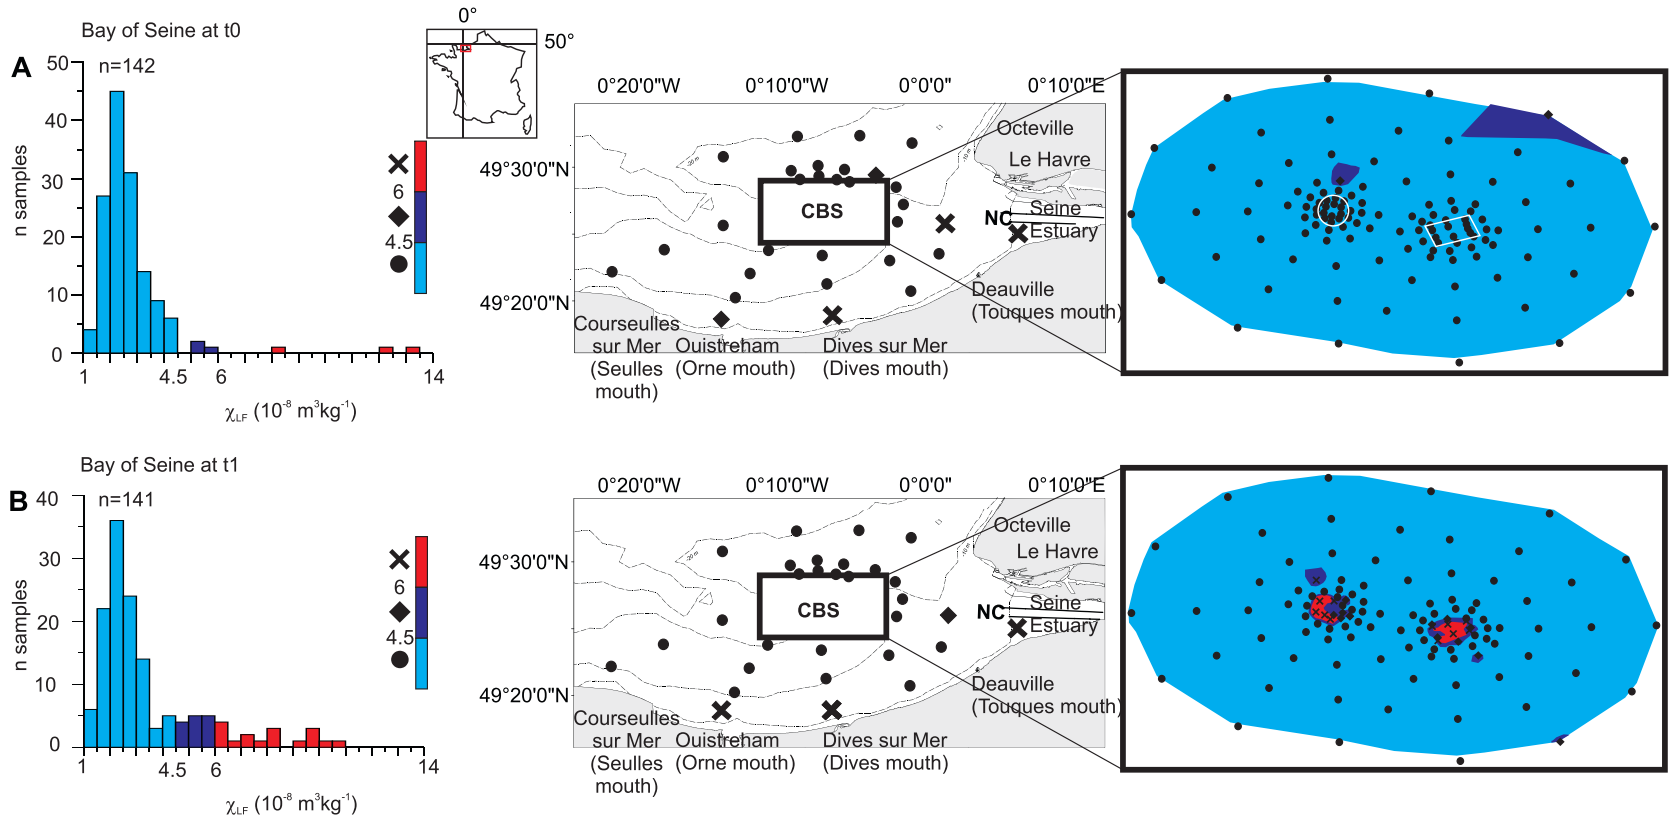 Bay of Seine at t0
0°
50°
A
n=142
50
40
30
20
10
0
n samples
1
4.5
6
14
χLF (10-8 m3kg-1)
6
4.5
0°20'0"W
0°10'0"W
0°00'0"
0°10'0"E
49°30'0"N
49°20'0"N
Octeville
Le Havre
CBS
NC
Seine
Estuary
Deauville
(Touques mouth)
Courseulles
sur Mer
(Seulles
mouth)
Ouistreham
(Orne mouth)
Dives sur Mer
(Dives mouth)
Bay of Seine at t1
B
n=141
40
30
20
10
0
n samples
1
4.5
6
14
χLF (10-8 m3kg-1)
6
4.5
0°20'0"W
0°10'0"W
0°00'0"
0°10'0"E
49°30'0"N
49°20'0"N
Octeville
Le Havre
CBS
NC
Seine
Estuary
Deauville
(Touques mouth)
Courseulles
sur Mer
(Seulles
mouth)
Ouistreham
(Orne mouth)
Dives sur Mer
(Dives mouth)